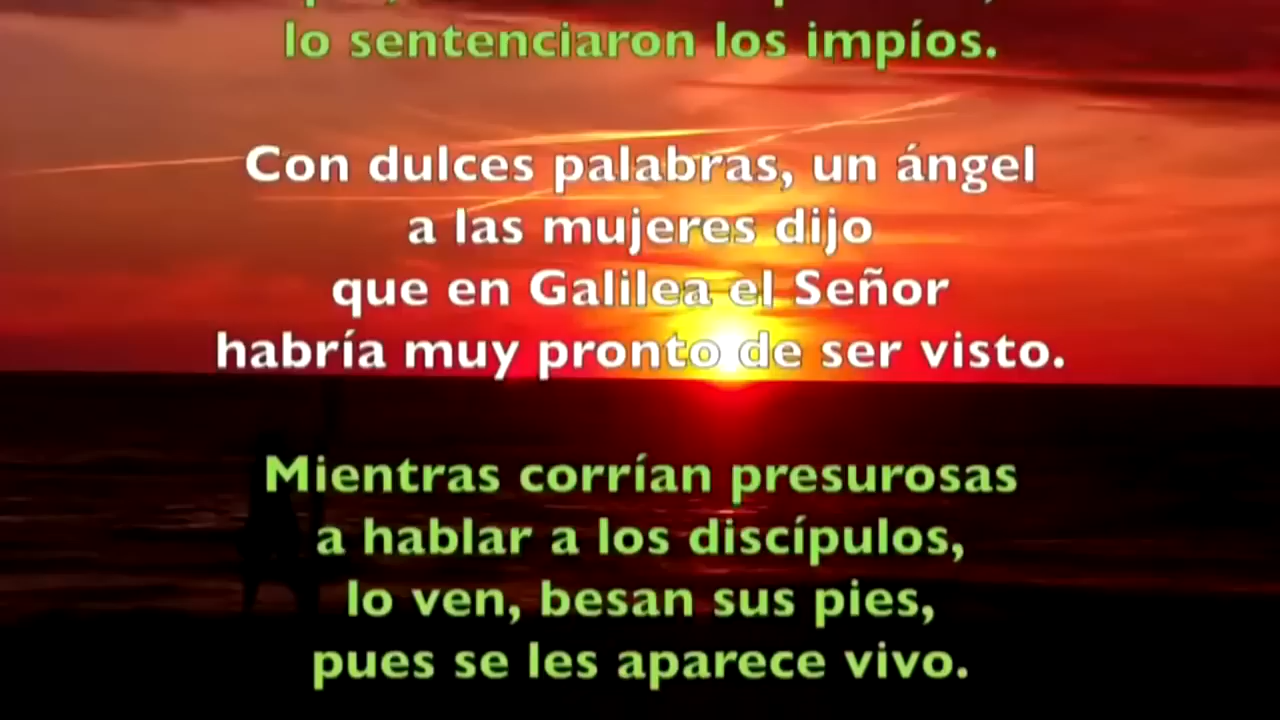 lo sentenciaron los impíos.
Con dulces palabras, un ángel
a las mujeres dijo
que en Galilea el Señor
habría muy pronto de ser visto.
Mientras corrían presurosas
a hablar a los discípulos,
lo ven, besan sus pies,
pues se les aparece vivo.